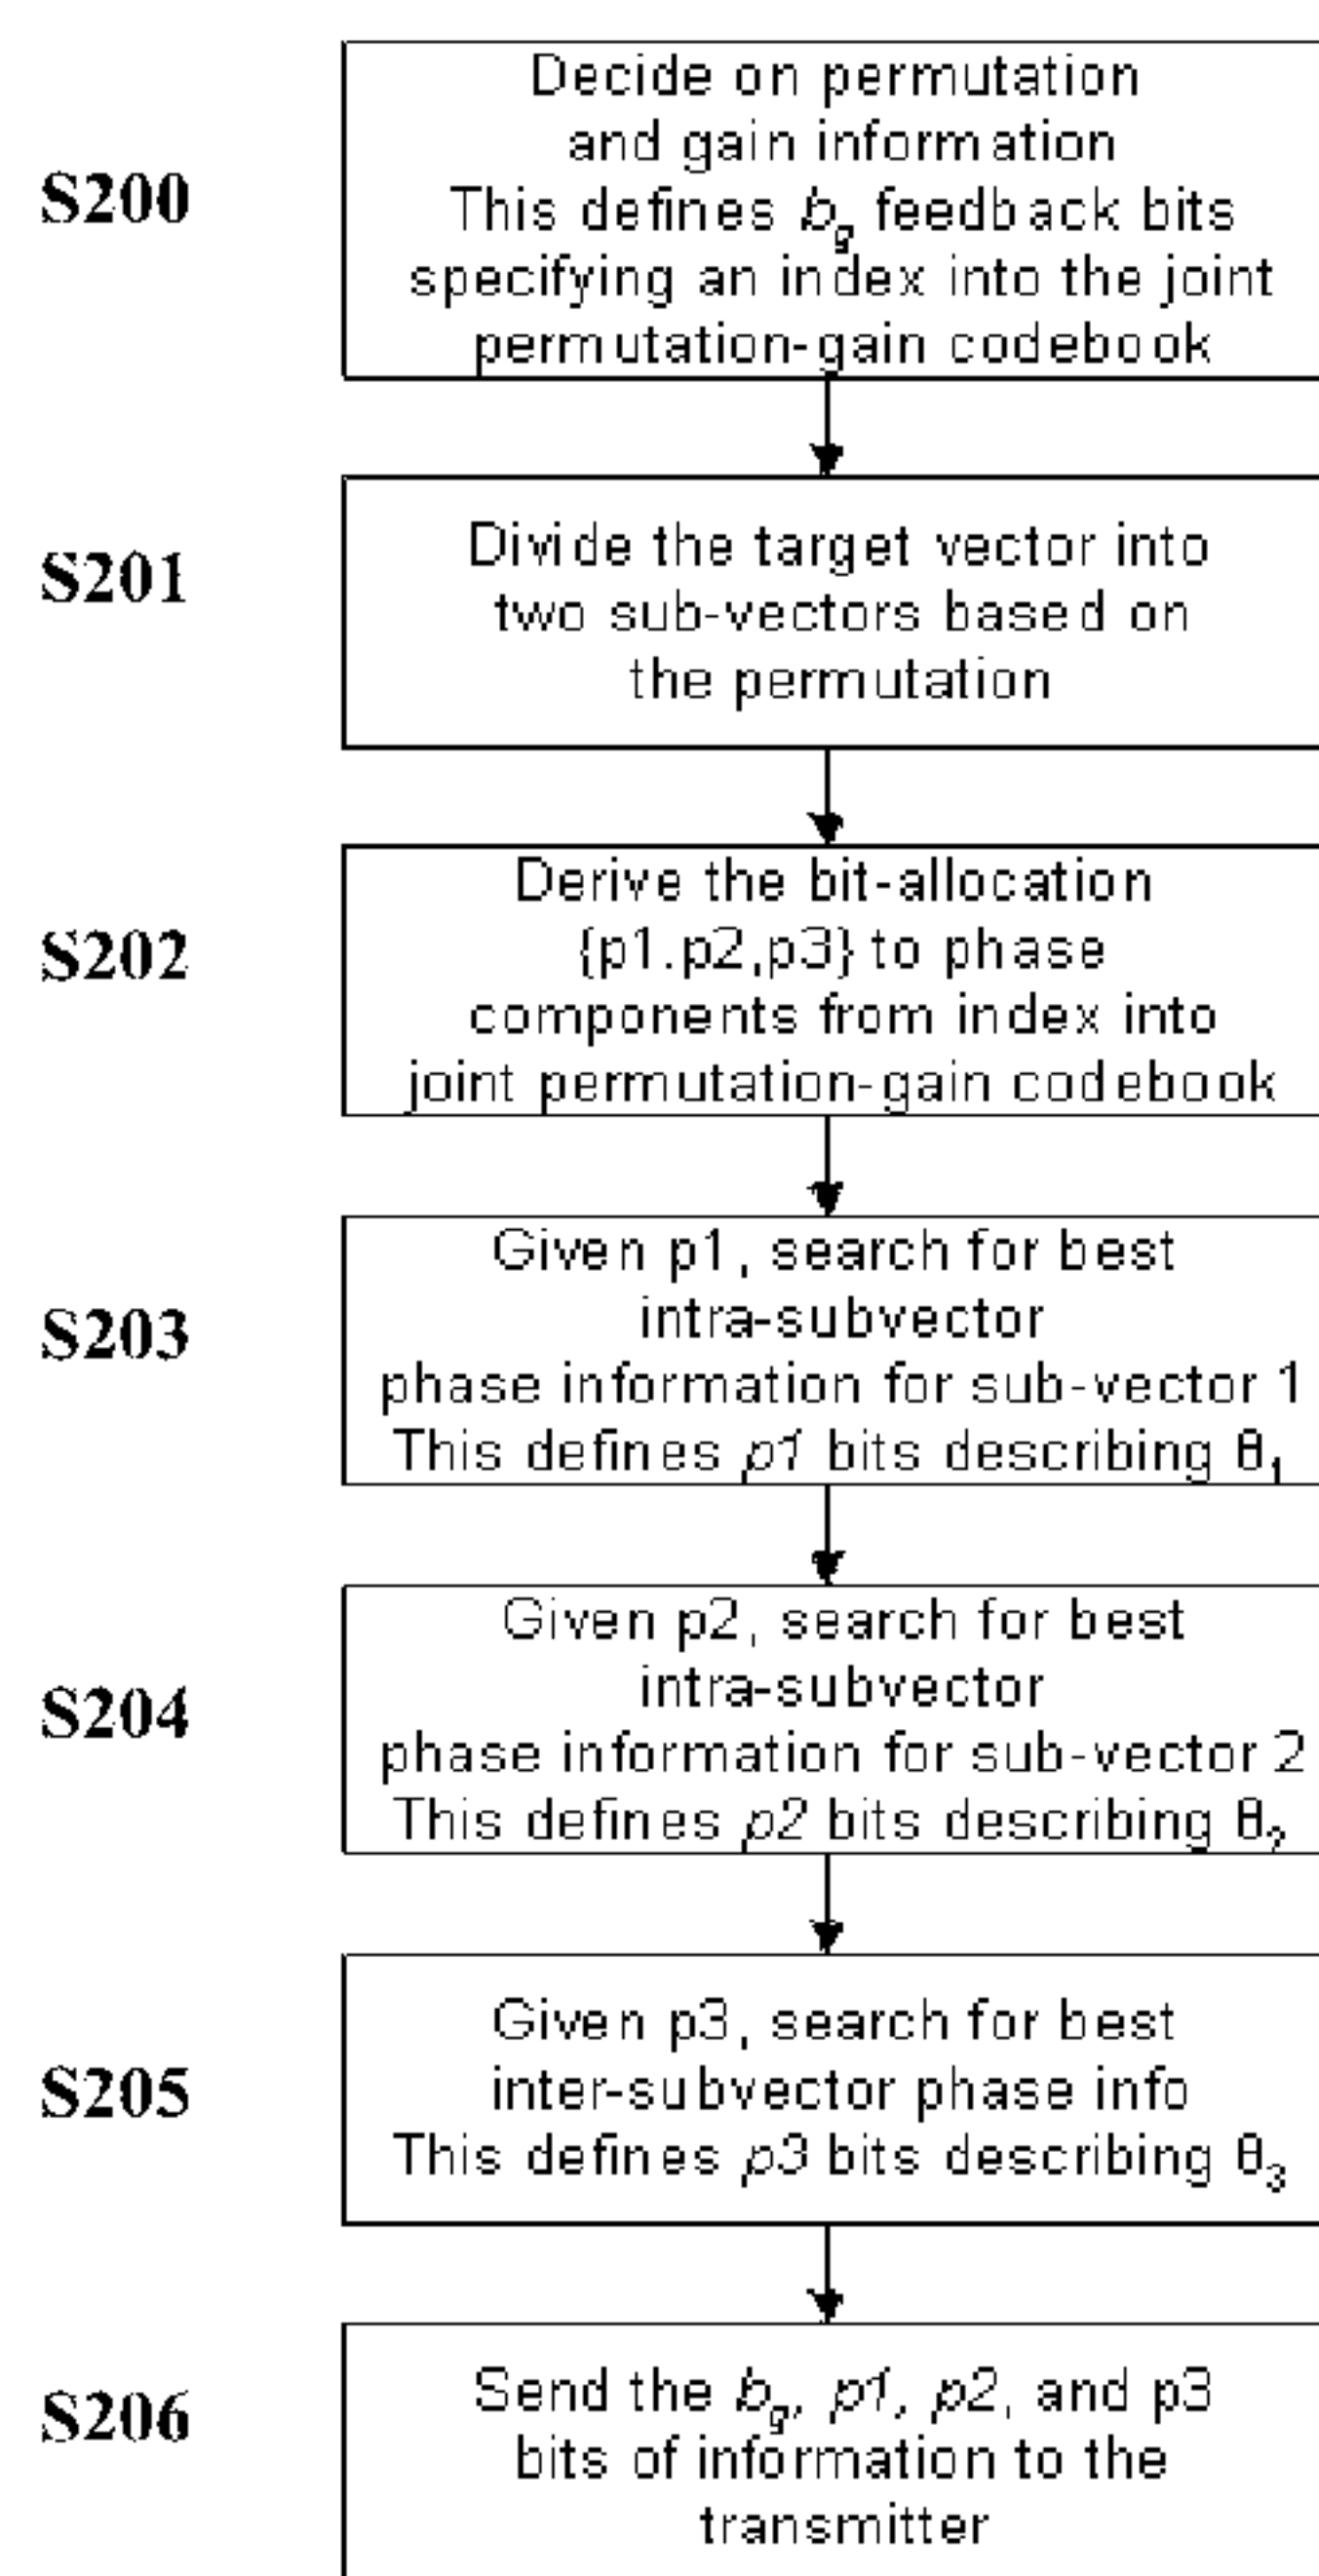 S200
Decide on permutation
and gain information
This defines b_g feedback bits
specifying an index into the joint
permutation-gain codebook
S201
Divide the target vector into
two sub-vectors based on
the permutation
S202
Derive the bit-allocation
{p1.p2,p3} to phase
components from index into
joint permutation-gain codebook
S203
Given p1, search for best
intra-subvector
phase information for sub-vector 1
This defines p1 bits describing θ₁
S204
Given p2, search for best
intra-subvector
phase information for sub-vector 2
This defines p2 bits describing θ₂
S205
Given p3, search for best
inter-subvector phase info
This defines p3 bits describing θ₃
S206
Send the b_g, p1, p2, and p3
bits of information to the
transmitter